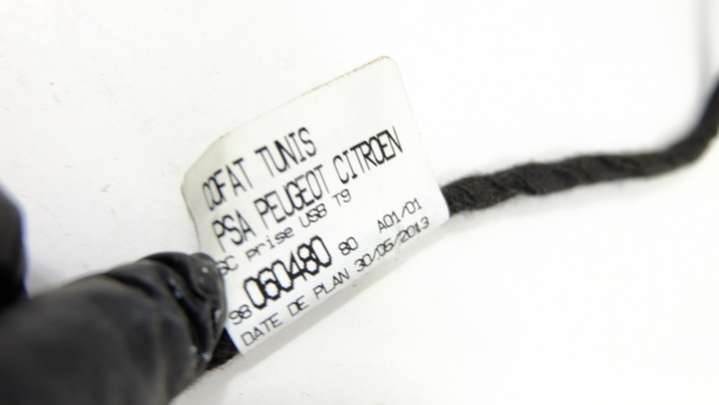 COFAT TUNIS
PSA PEUGEOT CITROEN
SC prise USB T9
98 060480 80 A01/01
DATE DE PLAN 30/05/2013